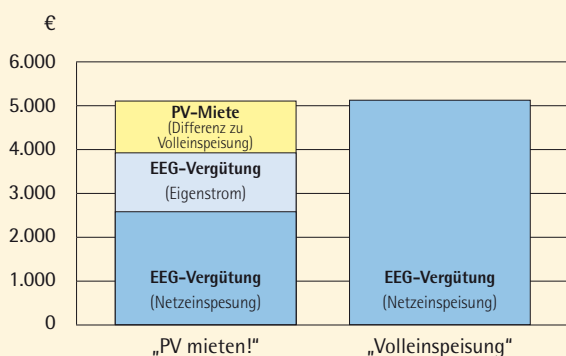 €
6.000
5.000
4.000
3.000
2.000
1.000
0
PV-Miete
(Differenz zu
Volleinspeisung)
EEG-Vergütung
(Eigenstrom)
EEG-Vergütung
(Netzeinspesung)
EEG-Vergütung
(Netzeinspeisung)
„PV mieten!“
„Volleinspeisung“